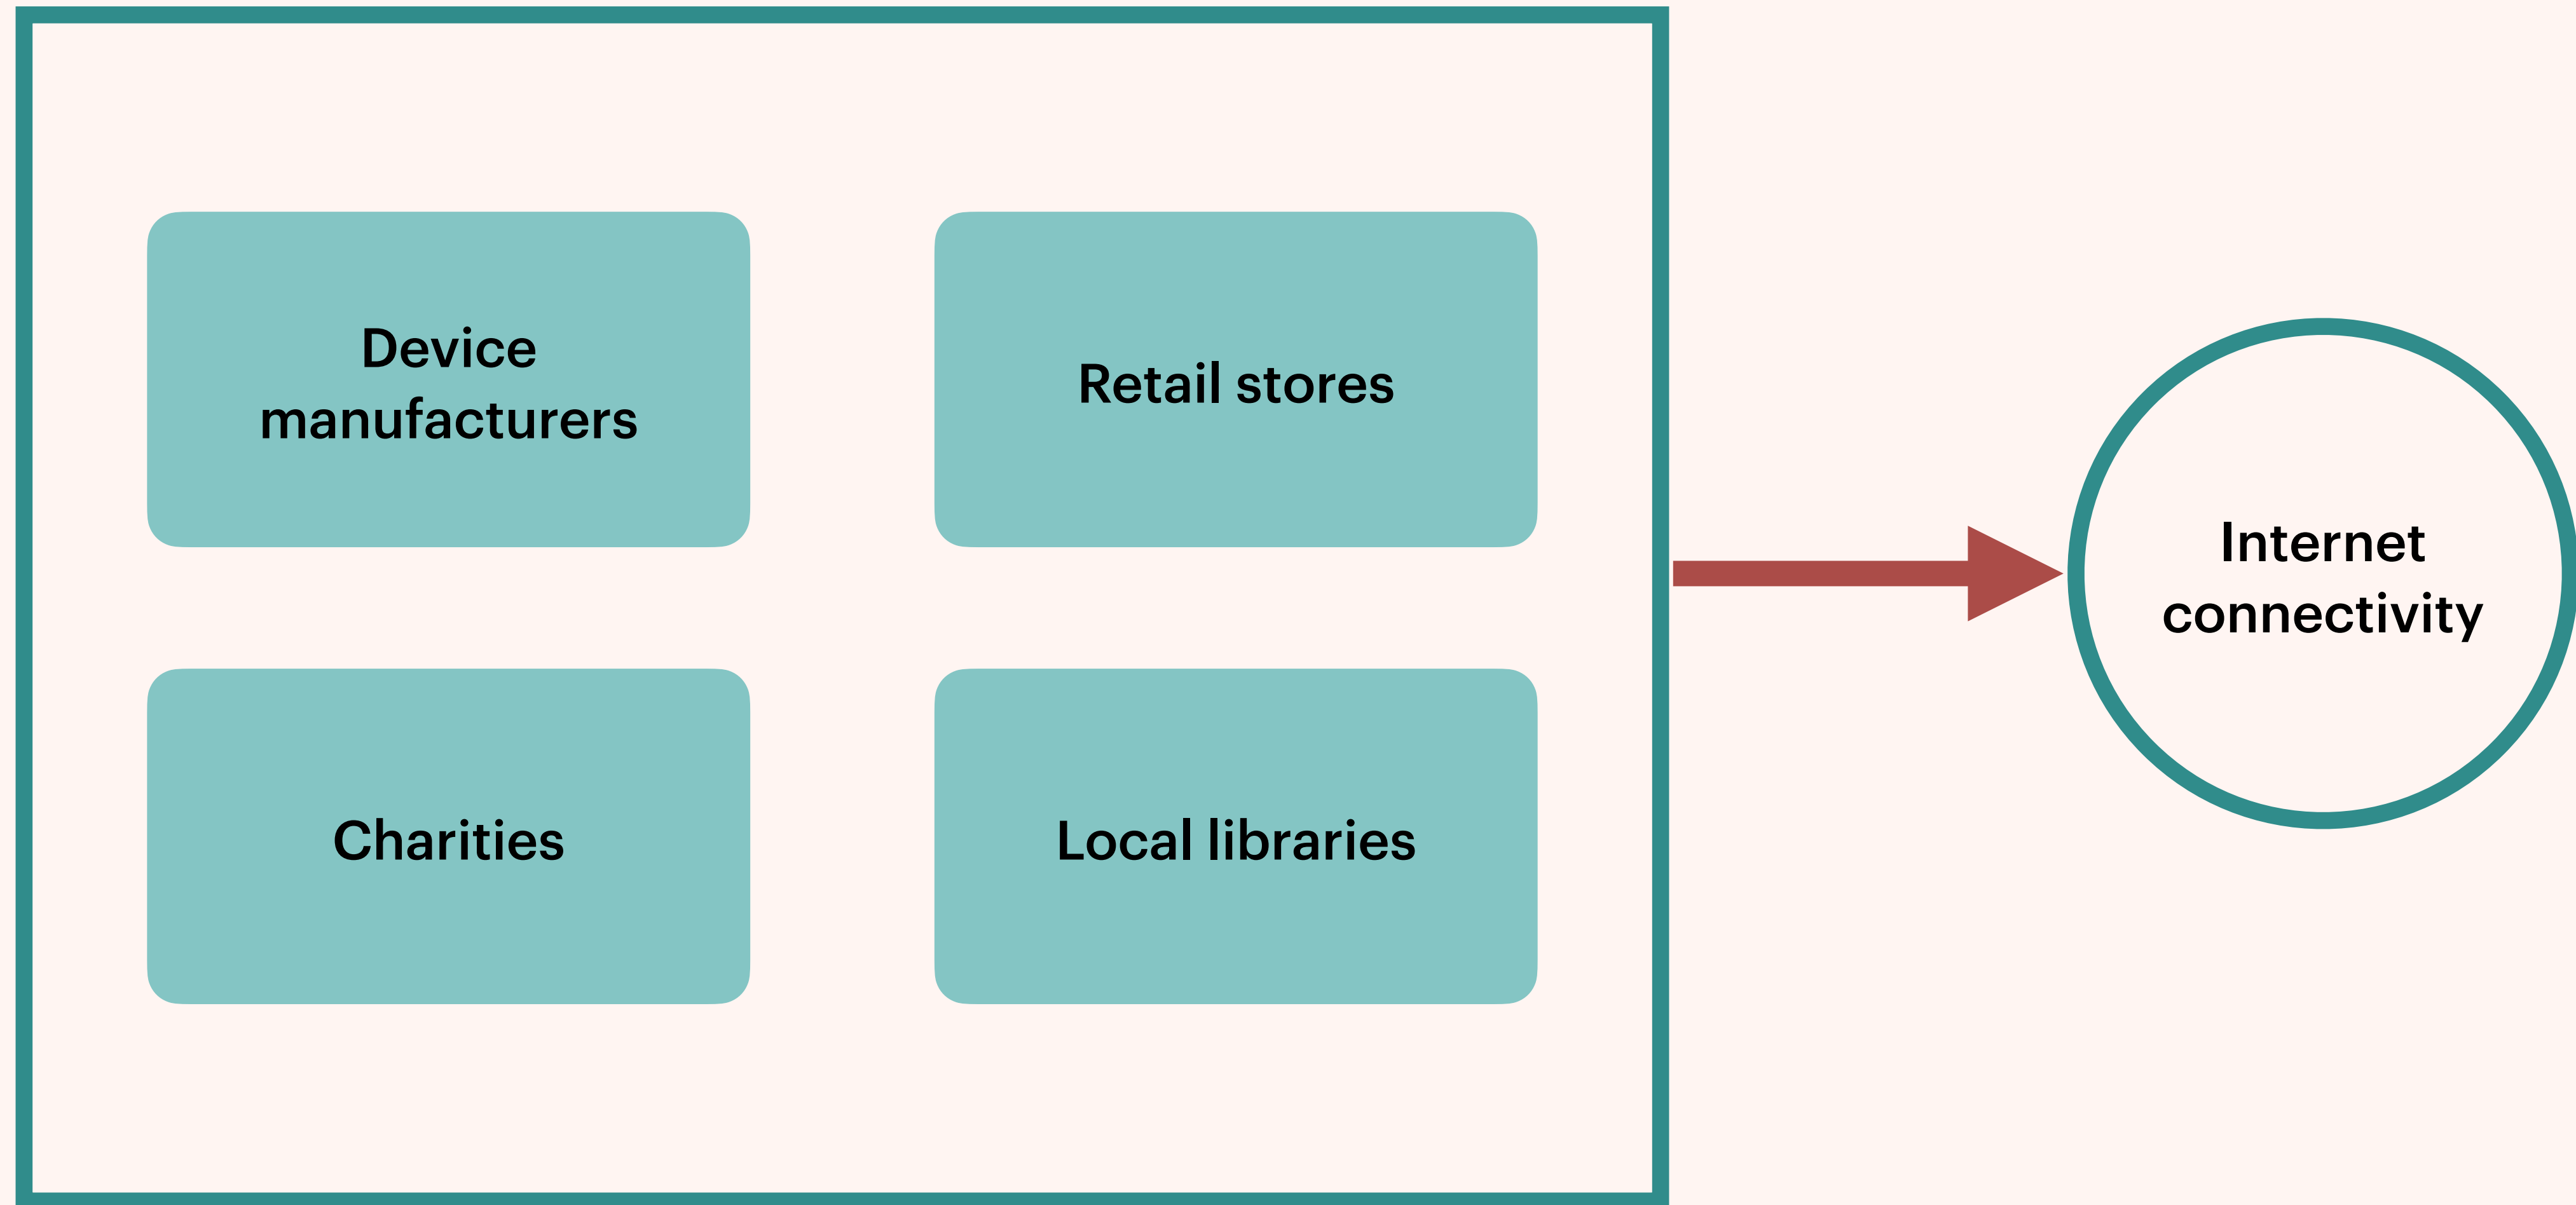 Device
manufacturers
Retail stores
Charities
Local libraries
Internet
connectivity